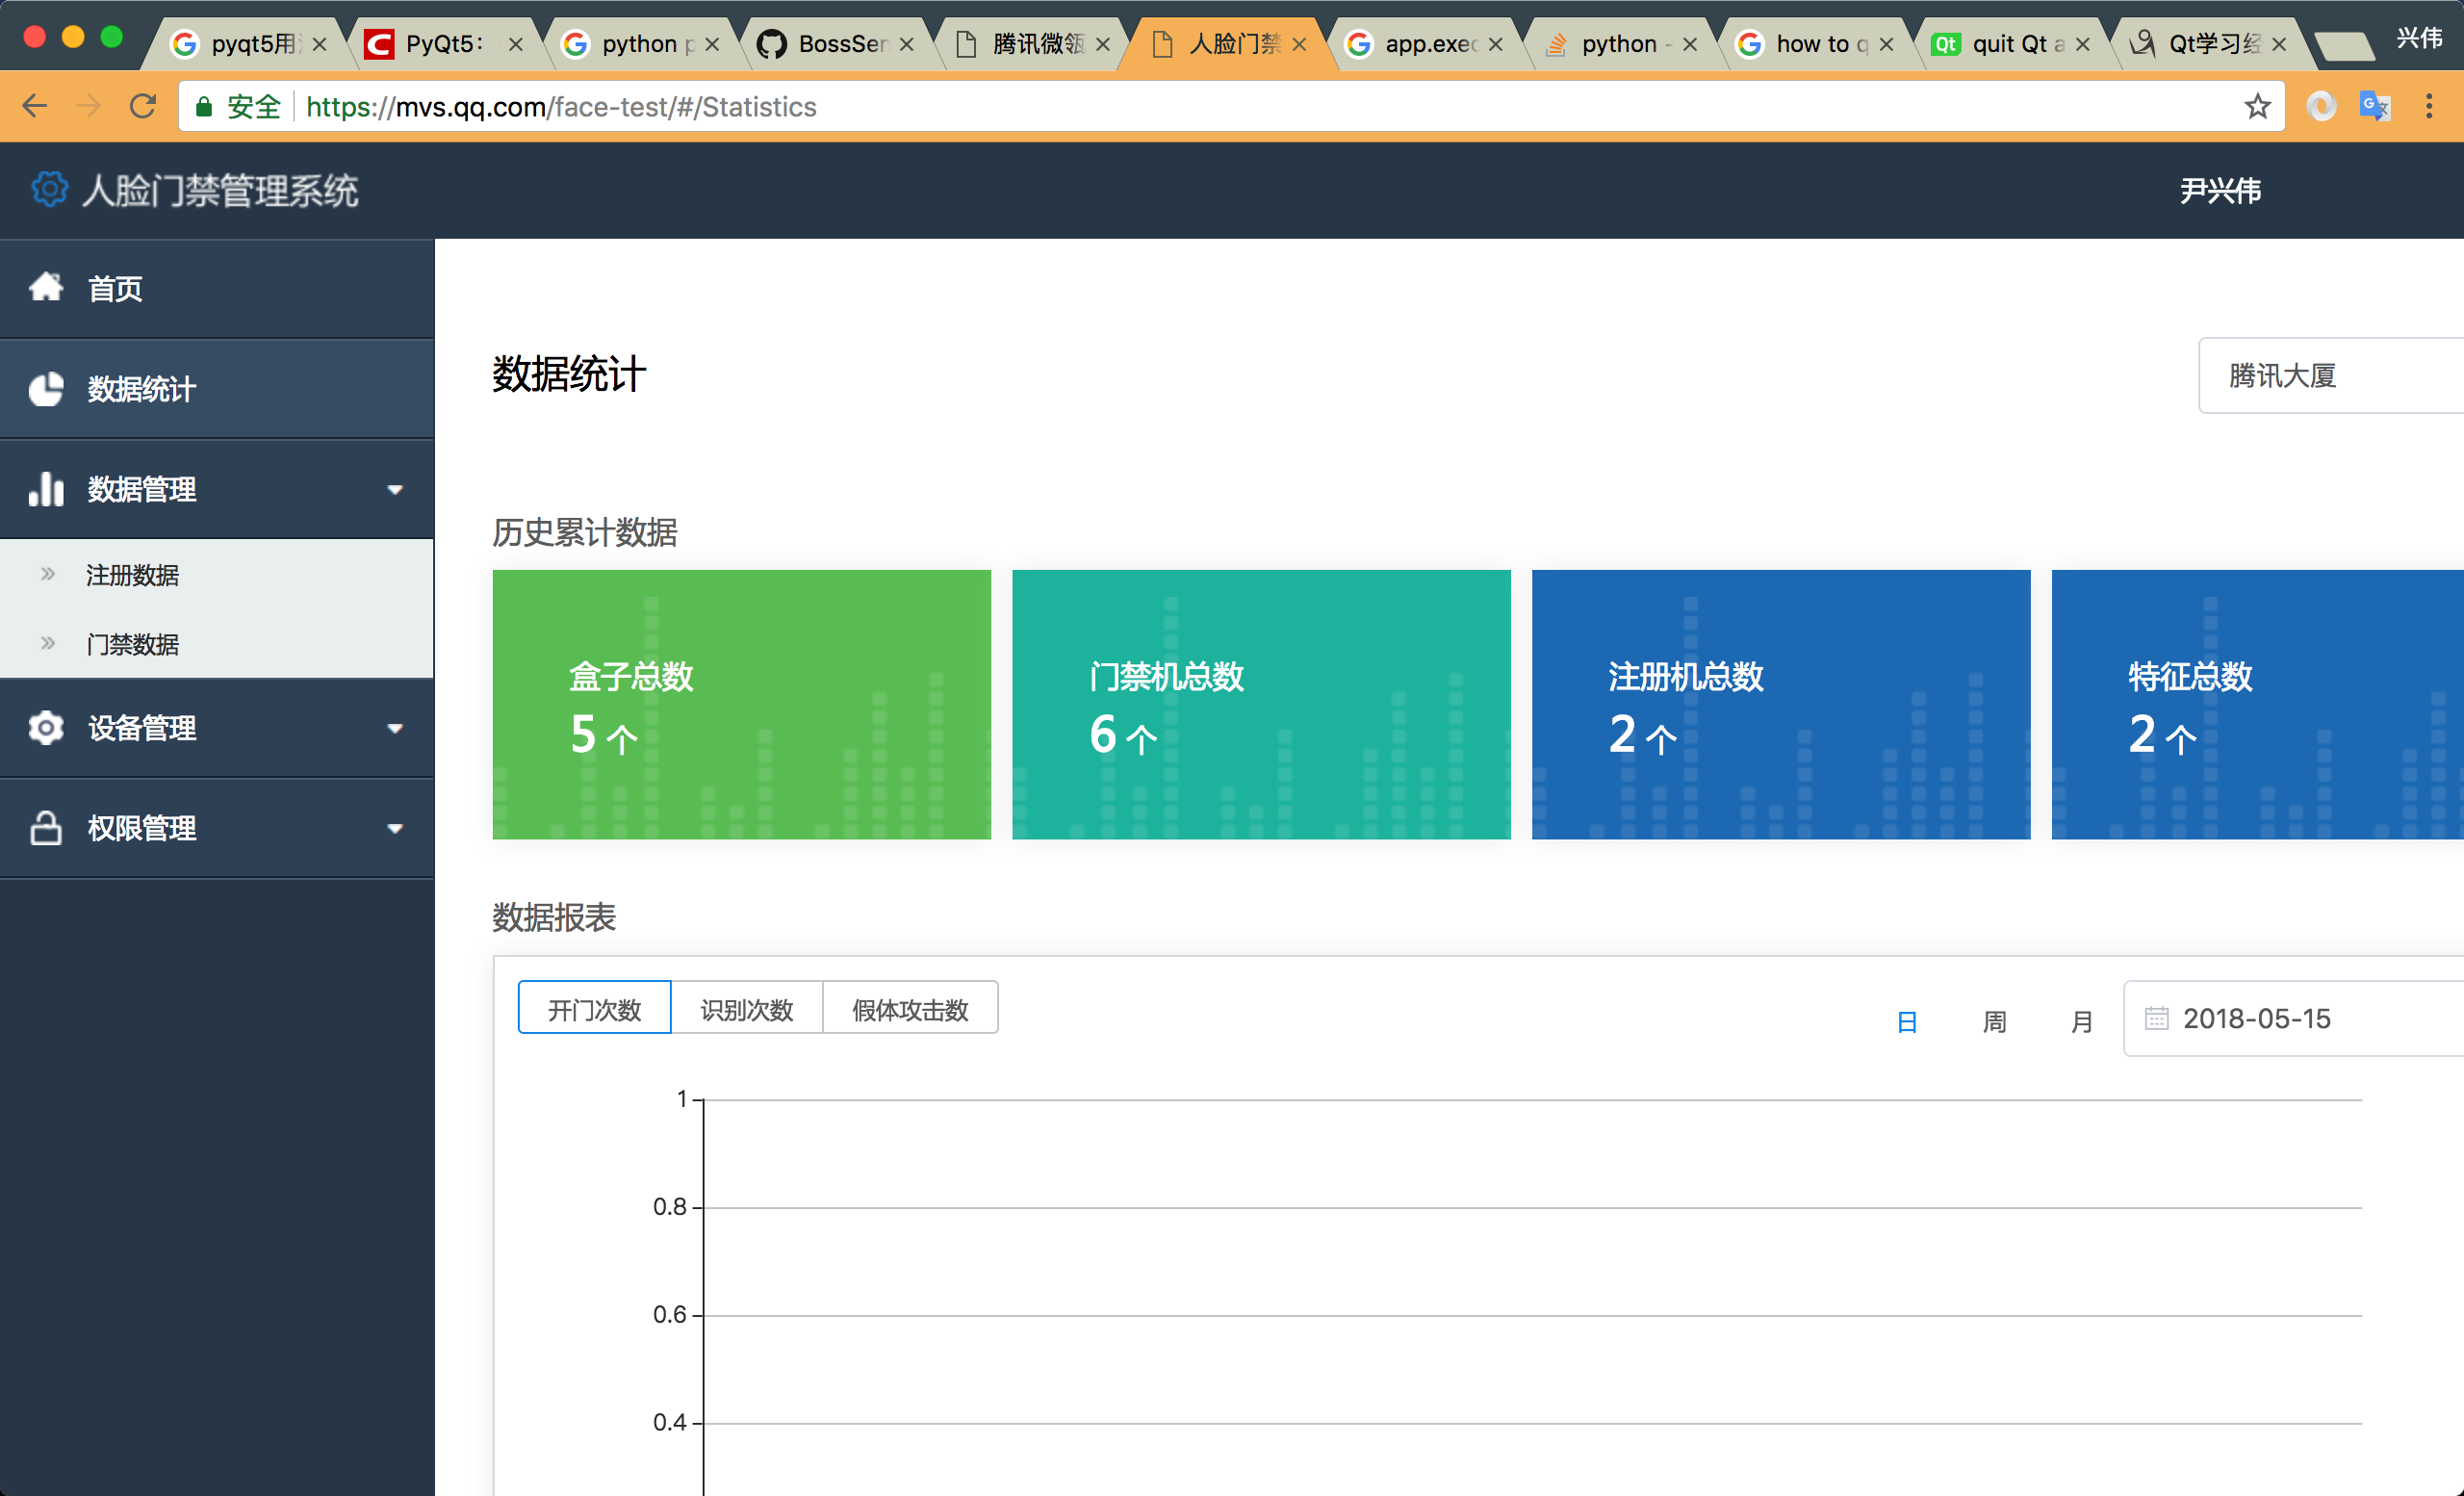 pyqt5用
PyQt5：
python p
BossSen
腾讯微瓴
人脸门禁
app.exec
python -
how to q
quit Qt a
Qt学习经
兴伟
安全
https://mvs.qq.com/face-test/#/Statistics
人脸门禁管理系统
尹兴伟
首页
数据统计
数据管理
注册数据
门禁数据
设备管理
权限管理
数据统计
腾讯大厦
历史累计数据
盒子总数
5 个
门禁机总数
6 个
注册机总数
2 个
特征总数
2 个
数据报表
开门次数
识别次数
假体攻击数
日
周
月
2018-05-15
1
0.8
0.6
0.4